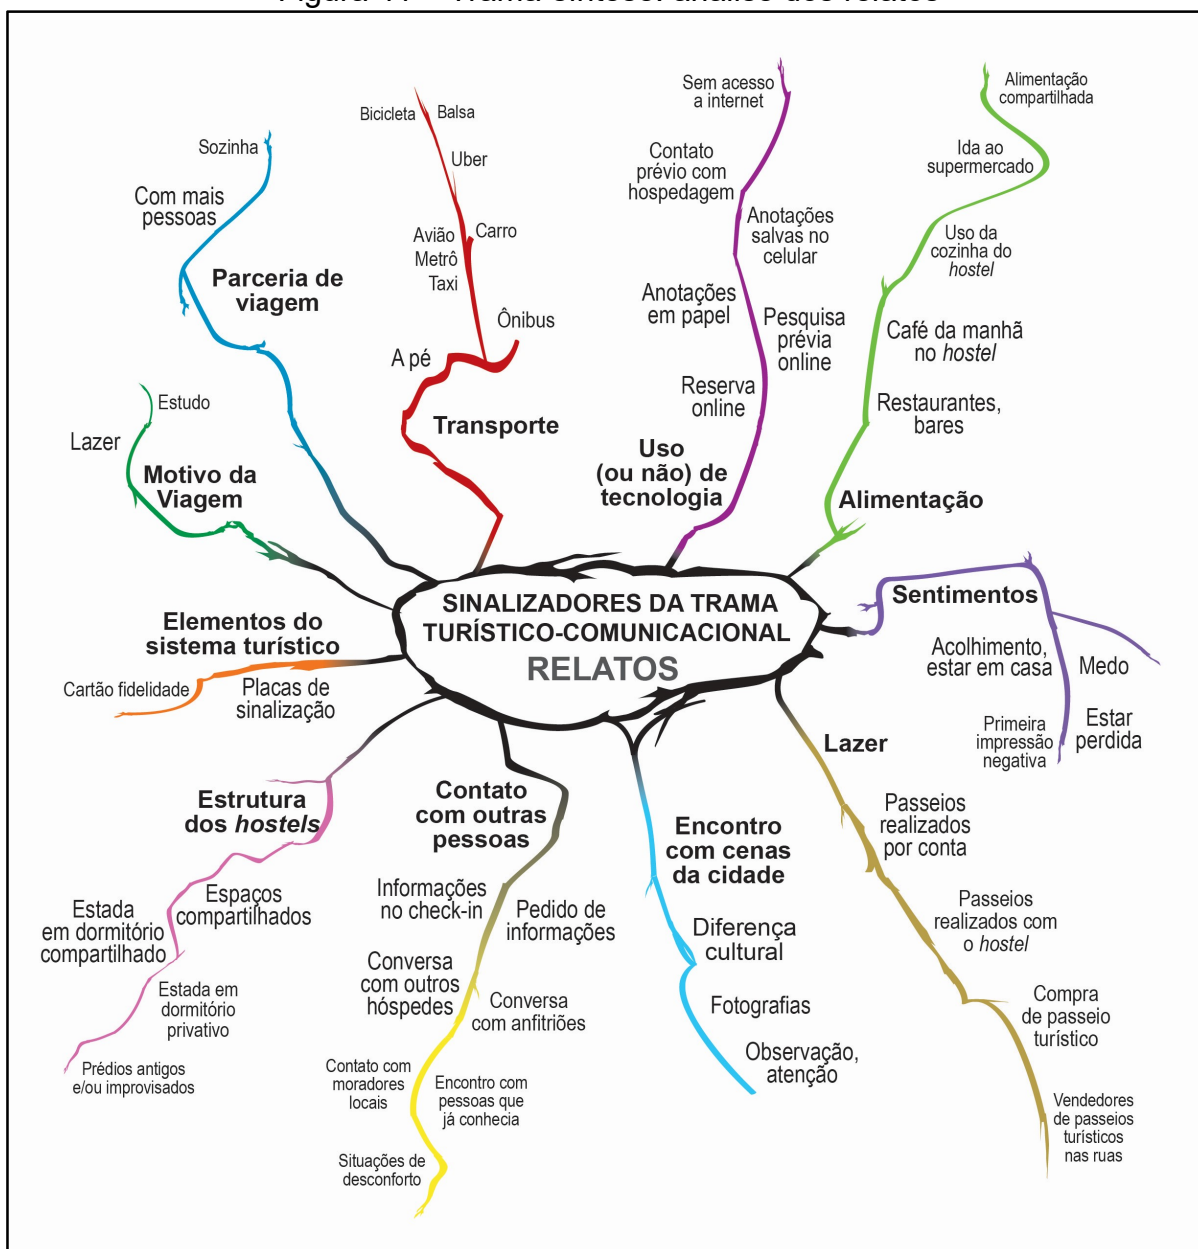 Trama síntese: análise dos relatos
Sozinha
Com mais
pessoas
Parceria de
viagem
Bicicleta
Balsa
Uber
Avião
Carro
Metrô
Taxi
Ônibus
A pé
Transporte
Sem acesso
a internet
Contato
prévio com
hospedagem
Anotações
salvas no
celular
Anotações
em papel
Pesquisa
prévia
online
Reserva
online
Uso
(ou não) de
tecnologia
Alimentação
compartilhada
Ida ao
supermercado
Uso da
cozinha do
hostel
Café da manhã
no hostel
Restaurantes,
bares
Alimentação
Estudo
Lazer
Motivo da
Viagem
SINALIZADORES DA TRAMA
TURÍSTICO-COMUNICACIONAL
RELATOS
Sentimentos
Acolhimento,
estar em casa
Medo
Primeira
impressão
negativa
Estar
perdida
Elementos do
sistema turístico
Cartão fidelidade
Placas de
sinalização
Estrutura
dos hostels
Espaços
compartilhados
Estada
em dormitório
compartilhado
Estada em
dormitório
privativo
Prédios antigos
e/ou improvisados
Contato
com outras
pessoas
Informações
no check-in
Pedido de
informações
Conversa
com outros
hóspedes
Conversa
com anfitriões
Contato com
moradores
locais
Encontro com
pessoas que
já conhecia
Situações de
desconforto
Encontro
com cenas
da cidade
Diferença
cultural
Fotografias
Observação,
atenção
Lazer
Passeios
realizados
por conta
Passeios
realizados com
o hostel
Compra
de passeio
turístico
Vendedores
de passeios
turísticos
nas ruas